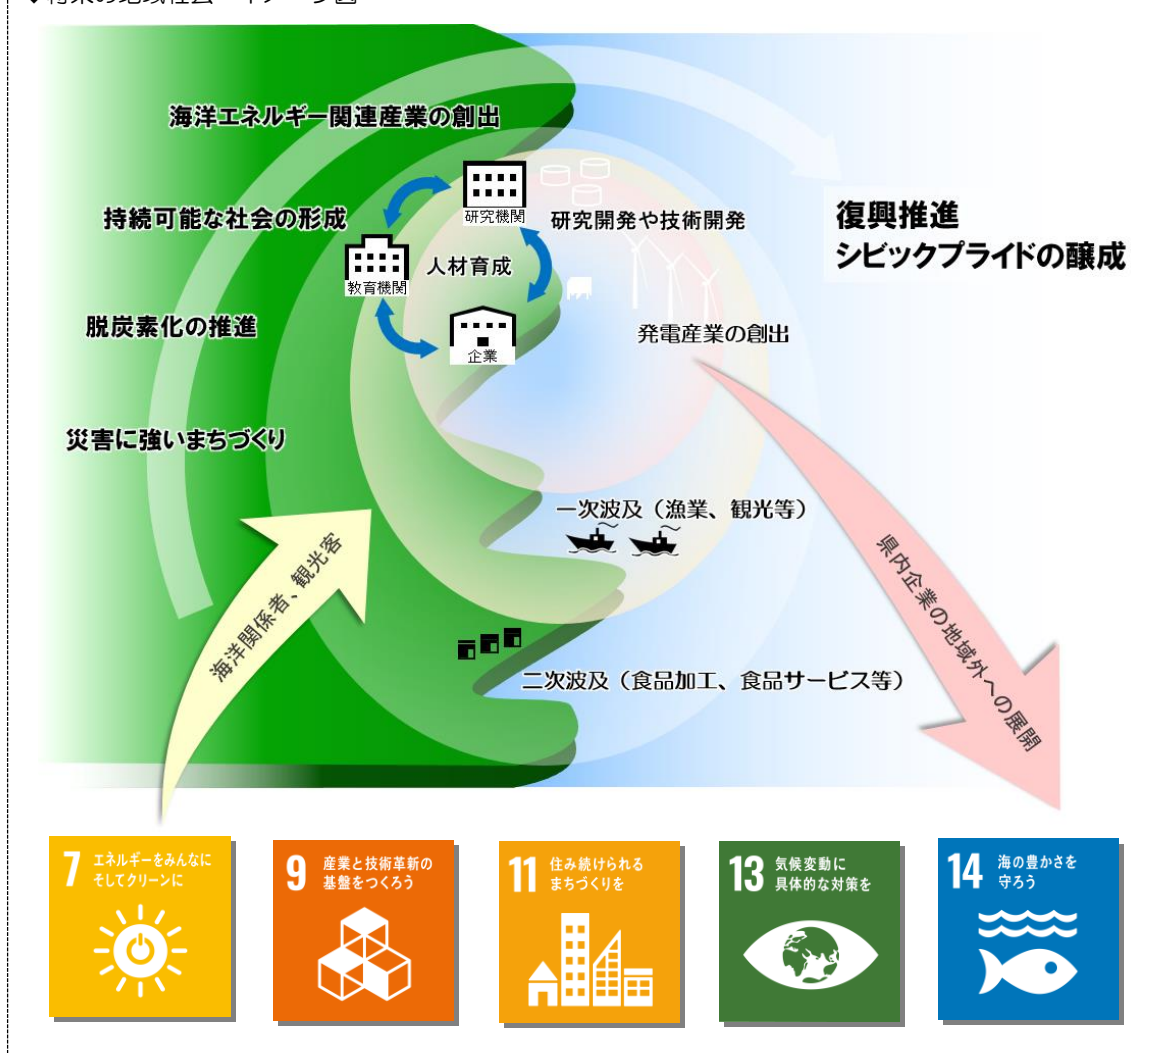 海洋エネルギー関連産業の創出
持続可能な社会の形成
研究機関
研究開発や技術開発
復興推進
シビックプライドの醸成
人材育成
教育機関
脱炭素化の推進
企業
発電産業の創出
災害に強いまちづくり
一次波及（漁業、観光等）
海洋関係者、観光客
県内企業の地域外への展開
二次波及（食品加工、食品サービス等）
7 エネルギーをみんなに
そしてクリーンに
9 産業と技術革新の
基盤をつくろう
11 住み続けられる
まちづくりを
13 気候変動に
具体的な対策を
14 海の豊かさを
守ろう